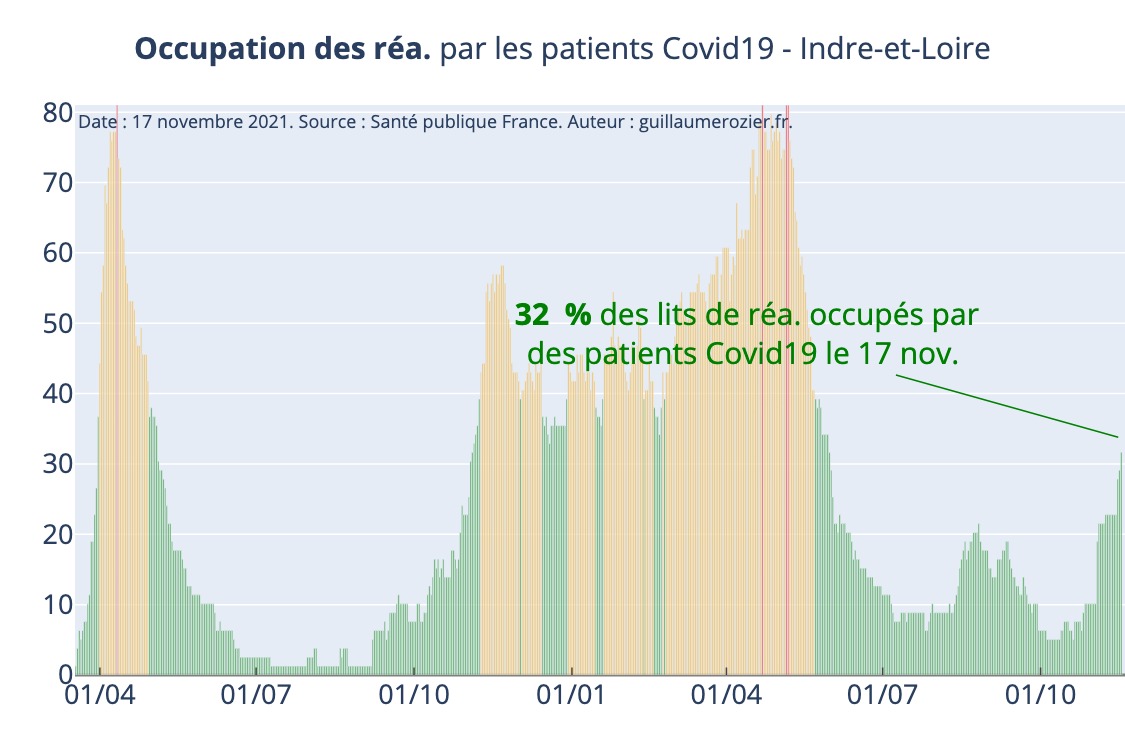 Occupation des réa. par les patients Covid19 - Indre-et-Loire
80
Date : 17 novembre 2021. Source : Santé publique France. Auteur : guillaumerozier.fr.
70
60
50
32 % des lits de réa. occupés par
des patients Covid19 le 17 nov.
40
30
20
10
0
01/04 01/07 01/10 01/01 01/04 01/07 01/10